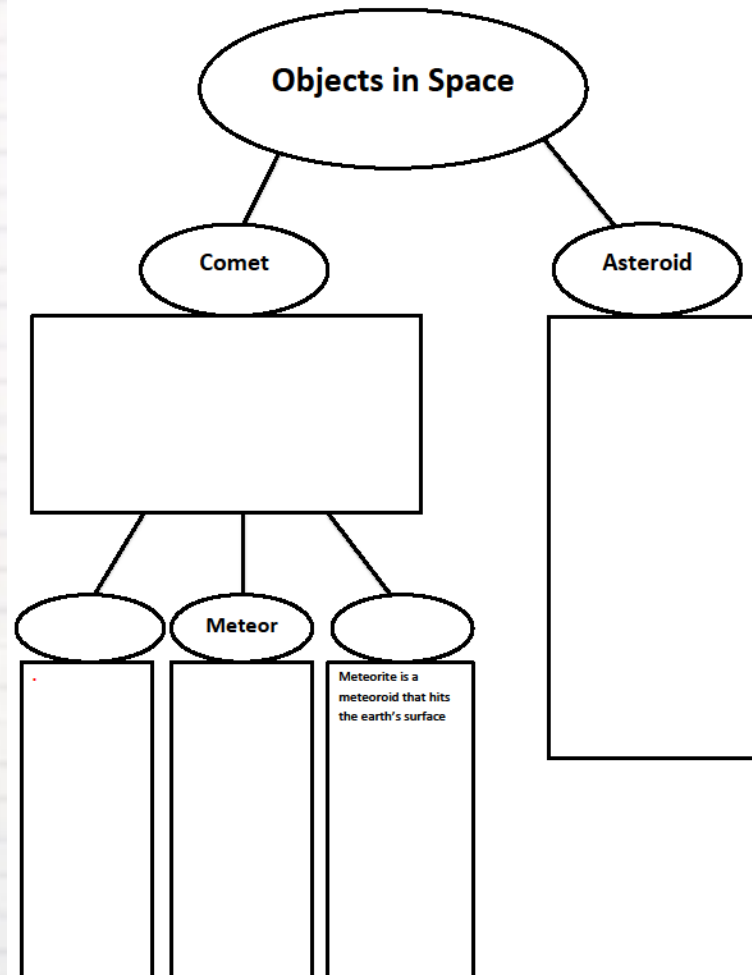 Objects in Space
Comet
Asteroid
Meteor
Meteorite is a
meteoroid that hits
the earth's surface